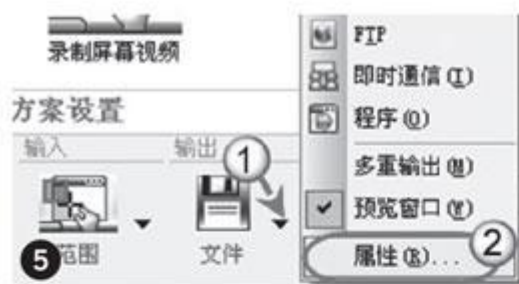 录制屏幕视频
方案设置
输入
输出
1
范围
文件
5
FTP
即时通信(I)
程序(O)
多重输出(M)
预览窗口(W)
属性(R)...
2